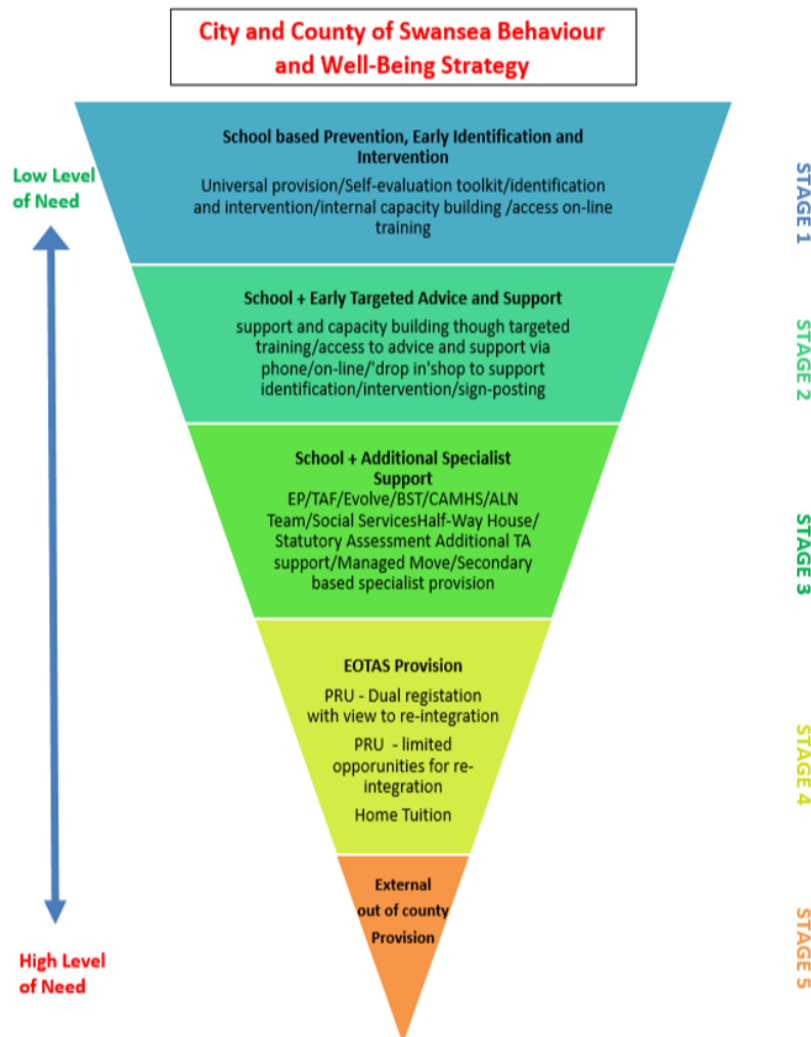 City and County of Swansea Behaviour
and Well-Being Strategy
Low Level
of Need
School based Prevention, Early Identification and
Intervention
Universal provision/Self-evaluation toolkit/identification
and intervention/internal capacity building /access on-line
training
STAGE 1
School + Early Targeted Advice and Support
support and capacity building though targeted
training/access to advice and support via
phone/on-line/'drop in'shop to support
identification/intervention/sign-posting
STAGE 2
School + Additional Specialist
Support
EP/TAF/Evolve/BST/CAMHS/ALN
Team/Social ServicesHalf-Way House/
Statutory Assessment Additional TA
support/Managed Move/Secondary
based specialist provision
STAGE 3
EOTAS Provision
PRU - Dual registation
with view to re-integration
PRU - limited
opporunities for re-
integration
Home Tuition
STAGE 4
External
out of county
Provision
STAGE 5
High Level
of Need